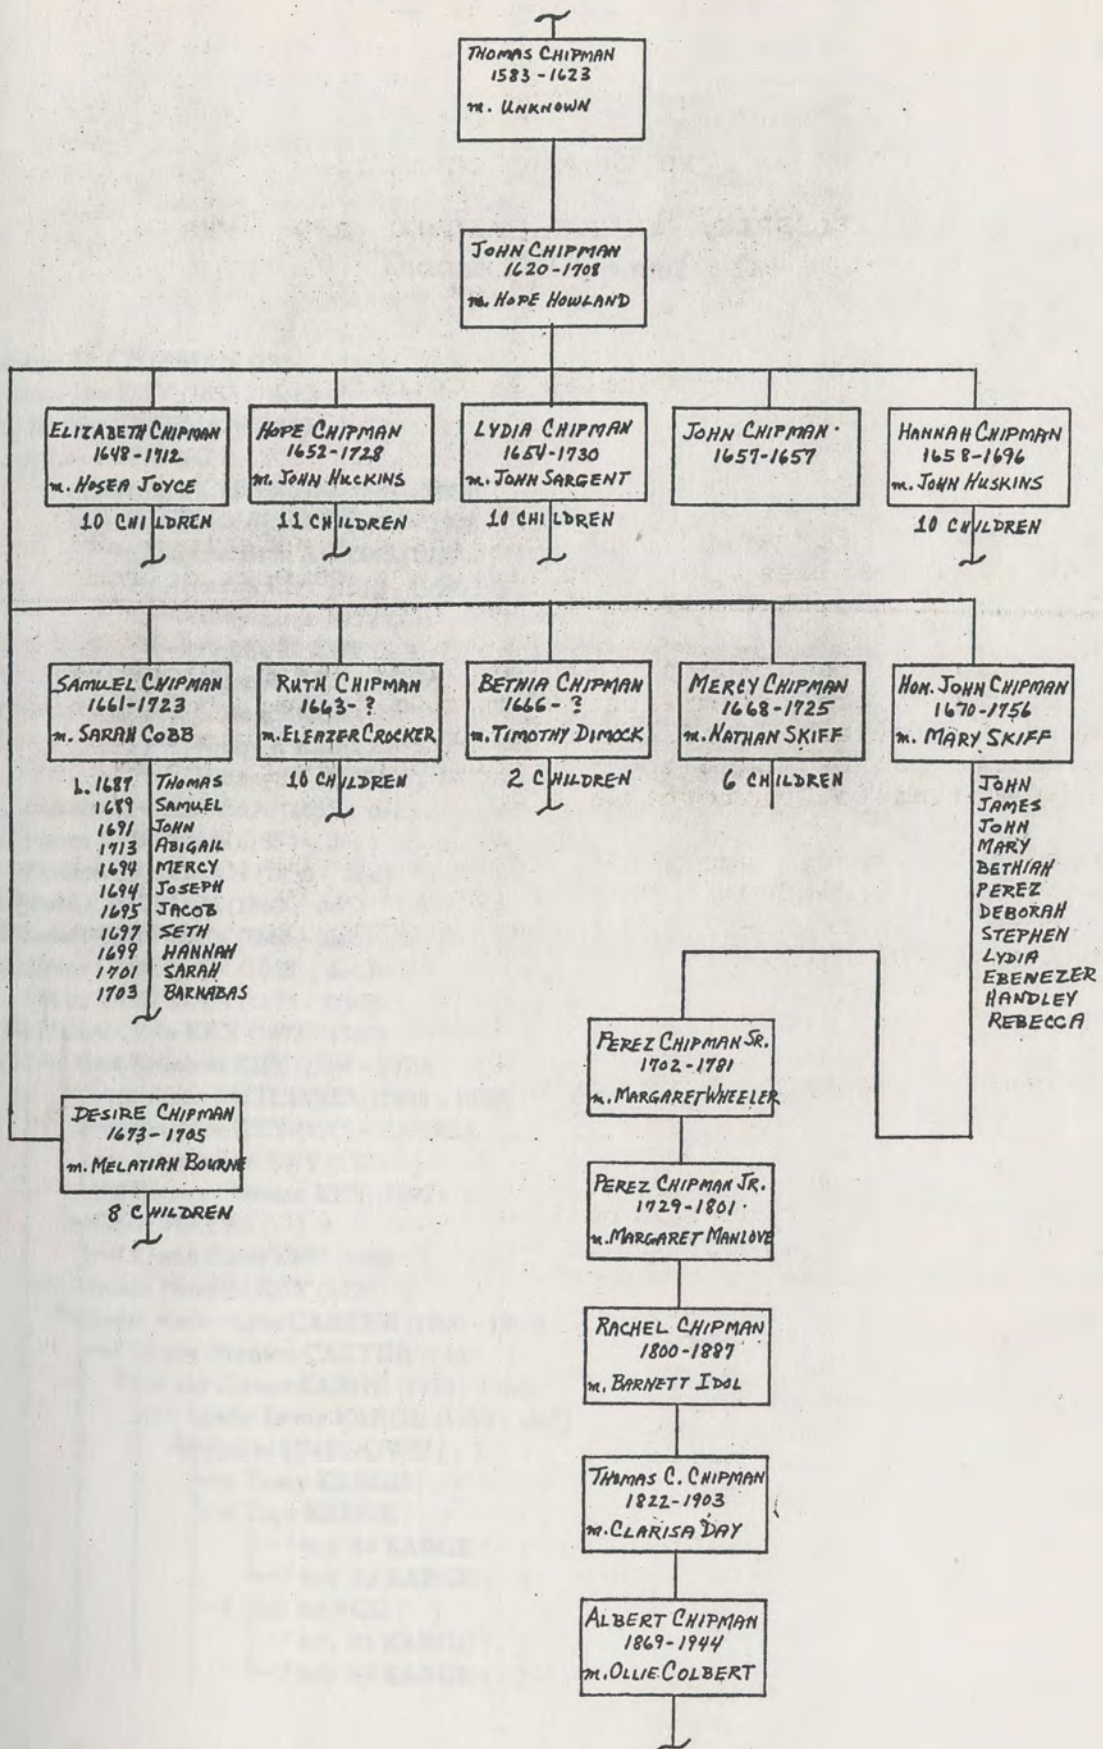 THOMAS CHIPMAN
1583-1623
m. UNKNOWN
JOHN CHIPMAN
1620-1708
m. HOPE HOWLAND
ELIZABETH CHIPMAN
1648-1712
m. HOSEA JOYCE
10 CHILDREN
HOPE CHIPMAN
1652-1728
m. JOHN HUCKINS
11 CHILDREN
LYDIA CHIPMAN
1654-1730
m. JOHN SARGENT
10 CHILDREN
JOHN CHIPMAN
1657-1657
HANNAH CHIPMAN
1658-1696
m. JOHN HUSKINS
10 CHILDREN
SAMUEL CHIPMAN
1661-1723
m. SARAH COBB
b. 1687 THOMAS
1689 SAMUEL
1691 JOHN
1713 ABIGAIL
1694 MERCY
1694 JOSEPH
1695 JACOB
1697 SETH
1699 HANNAH
1701 SARAH
1703 BARNABAS
RUTH CHIPMAN
1663-?
m. ELEAZER CROCKER
10 CHILDREN
BETHIA CHIPMAN
1666-?
m. TIMOTHY DIMOCK
2 CHILDREN
MERCY CHIPMAN
1668-1725
m. NATHAN SKIFF
6 CHILDREN
HON. JOHN CHIPMAN
1670-1756
m. MARY SKIFF
JOHN
JAMES
JOHN
MARY
BETHIAH
PEREZ
DEBORAH
STEPHEN
LYDIA
EBENEZER
HANDLEY
REBECCA
DESIRE CHIPMAN
1673-1705
m. MELATIAH BOURNE
8 CHILDREN
PEREZ CHIPMAN SR.
1702-1781
m. MARGARET WHEELER
PEREZ CHIPMAN JR.
1729-1801
m. MARGARET MANLOVE
RACHEL CHIPMAN
1800-1887
m. BARNETT IDOL
THOMAS C. CHIPMAN
1822-1903
m. CLARISA DAY
ALBERT CHIPMAN
1869-1944
m. OLLIE COLBERT